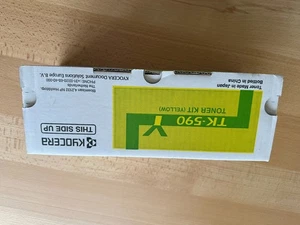 KYOCERA
THIS SIDE UP
TK-590
TONER KIT (YELLOW)
Y
KYOCERA Document Solutions Europe B.V.
The Netherlands
Toner Made in Japan
Bottled in China